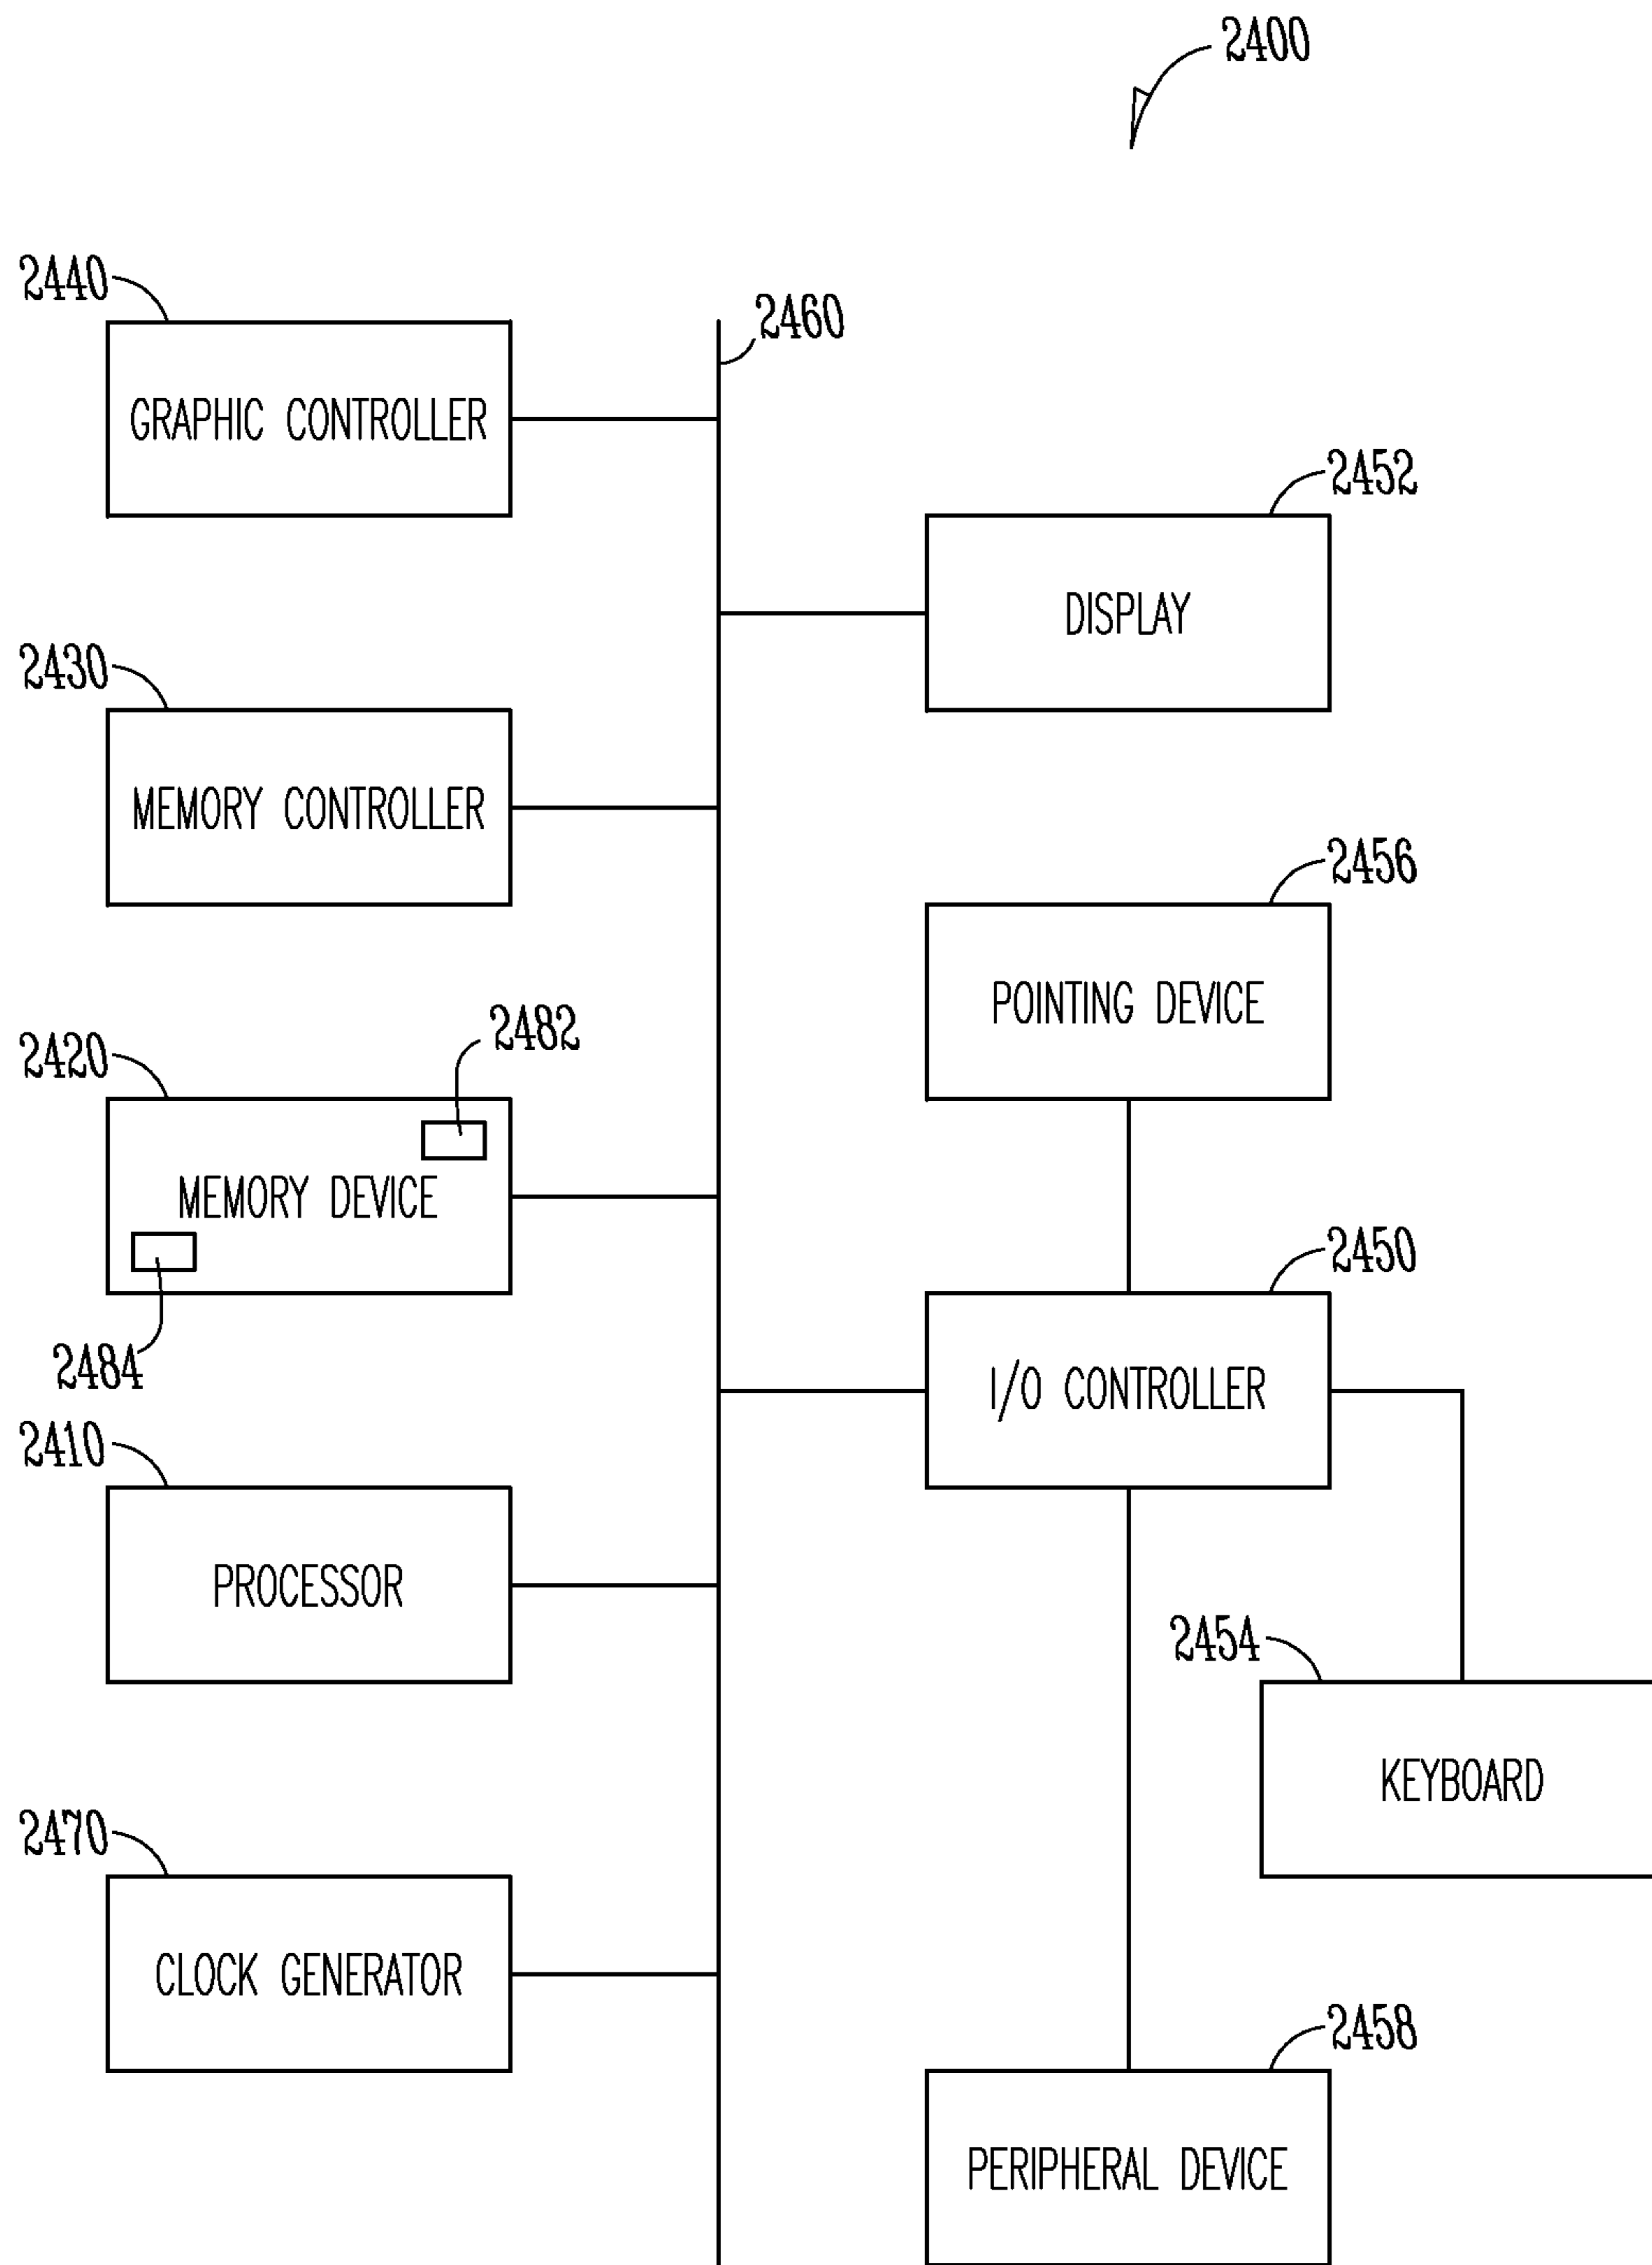 2400
2440
GRAPHIC CONTROLLER
2460
2452
DISPLAY
2430
MEMORY CONTROLLER
2456
POINTING DEVICE
2420
2482
MEMORY DEVICE
2484
2450
I/O CONTROLLER
2410
PROCESSOR
2454
KEYBOARD
2470
CLOCK GENERATOR
2458
PERIPHERAL DEVICE